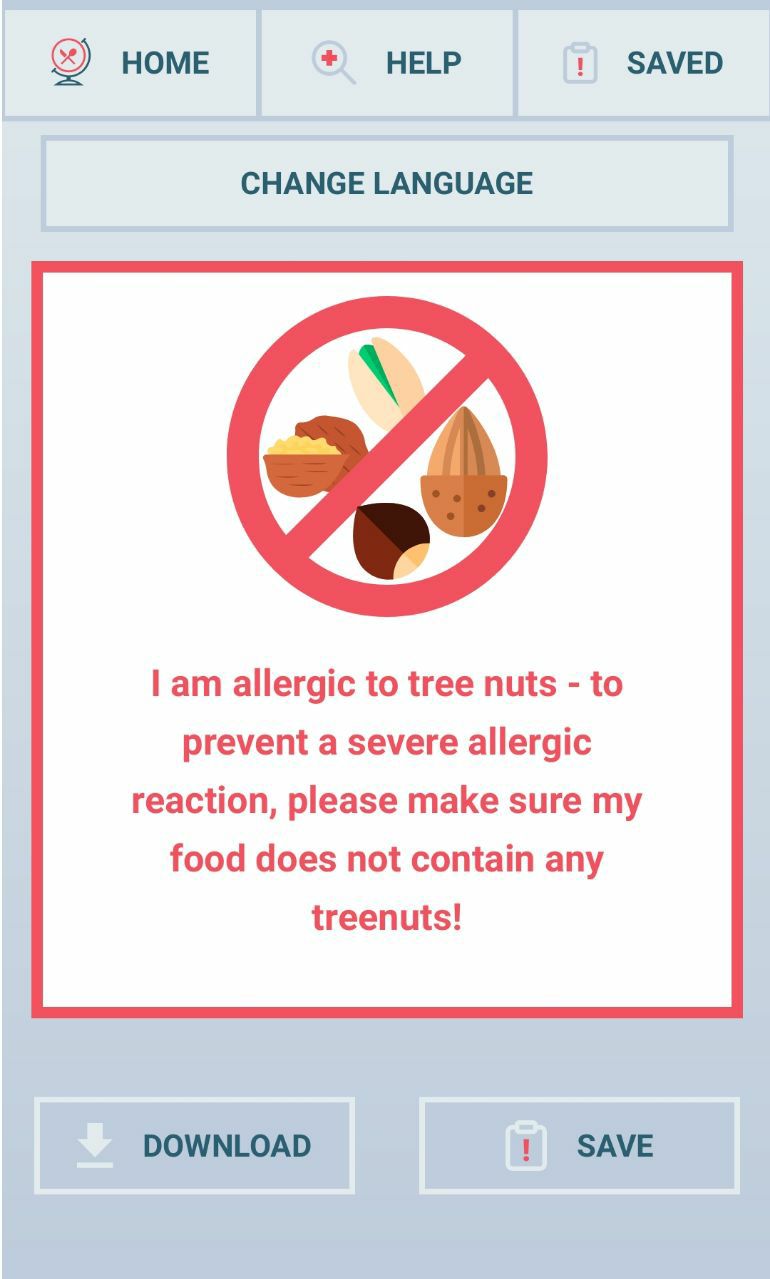 HOME
HELP
SAVED
CHANGE LANGUAGE
I am allergic to tree nuts - to
prevent a severe allergic
reaction, please make sure my
food does not contain any
treenuts!
DOWNLOAD
SAVE